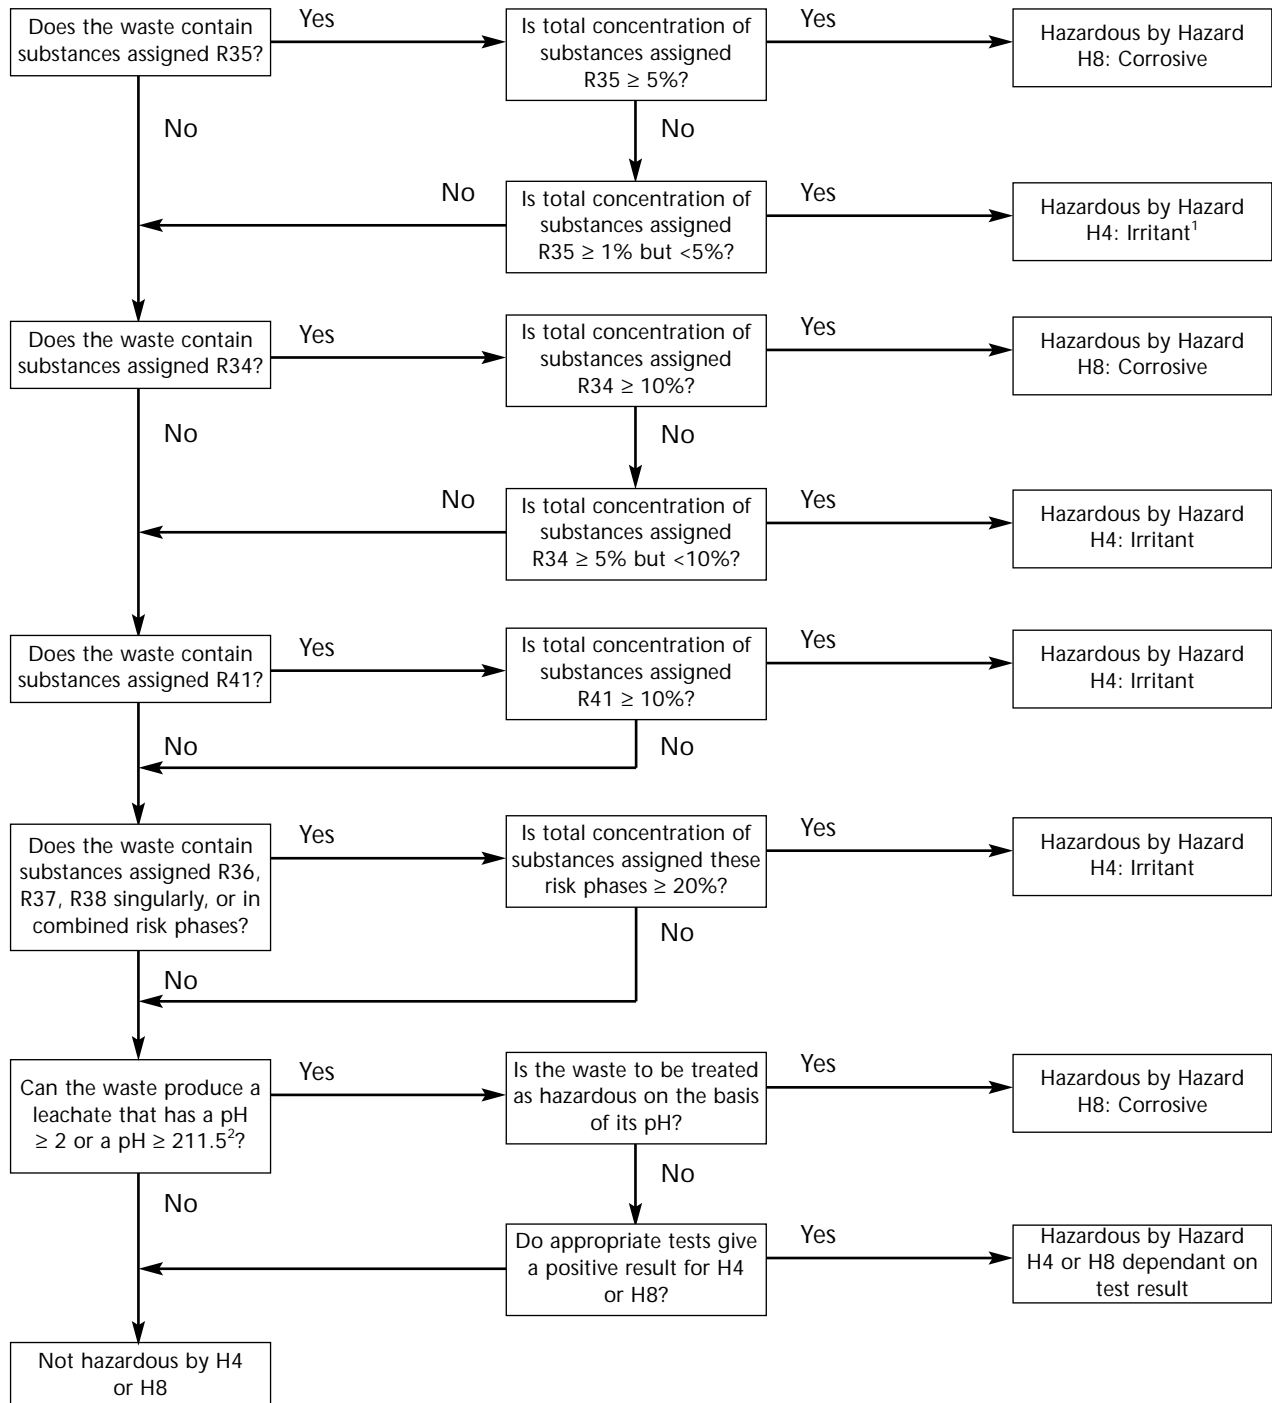 Does the waste contain
substances assigned R35?
Yes
Is total concentration of
substances assigned
R35 ≥ 5%?
Yes
Hazardous by Hazard
H8: Corrosive
No
No
No
Is total concentration of
substances assigned
R35 ≥ 1% but <5%?
Yes
Hazardous by Hazard
H4: Irritant¹
Does the waste contain
substances assigned R34?
Yes
Is total concentration of
substances assigned
R34 ≥ 10%?
Yes
Hazardous by Hazard
H8: Corrosive
No
No
No
Is total concentration of
substances assigned
R34 ≥ 5% but <10%?
Yes
Hazardous by Hazard
H4: Irritant
Does the waste contain
substances assigned R41?
Yes
Is total concentration of
substances assigned
R41 ≥ 10%?
Yes
Hazardous by Hazard
H4: Irritant
No
No
Does the waste contain
substances assigned R36,
R37, R38 singularly, or in
combined risk phases?
Yes
Is total concentration of
substances assigned these
risk phases ≥ 20%?
Yes
Hazardous by Hazard
H4: Irritant
No
No
Can the waste produce a
leachate that has a pH
≥ 2 or a pH ≥ 211.5²?
Yes
Is the waste to be treated
as hazardous on the basis
of its pH?
Yes
Hazardous by Hazard
H8: Corrosive
No
No
Do appropriate tests give
a positive result for H4
or H8?
Yes
Hazardous by Hazard
H4 or H8 dependant on
test result
Not hazardous by H4
or H8